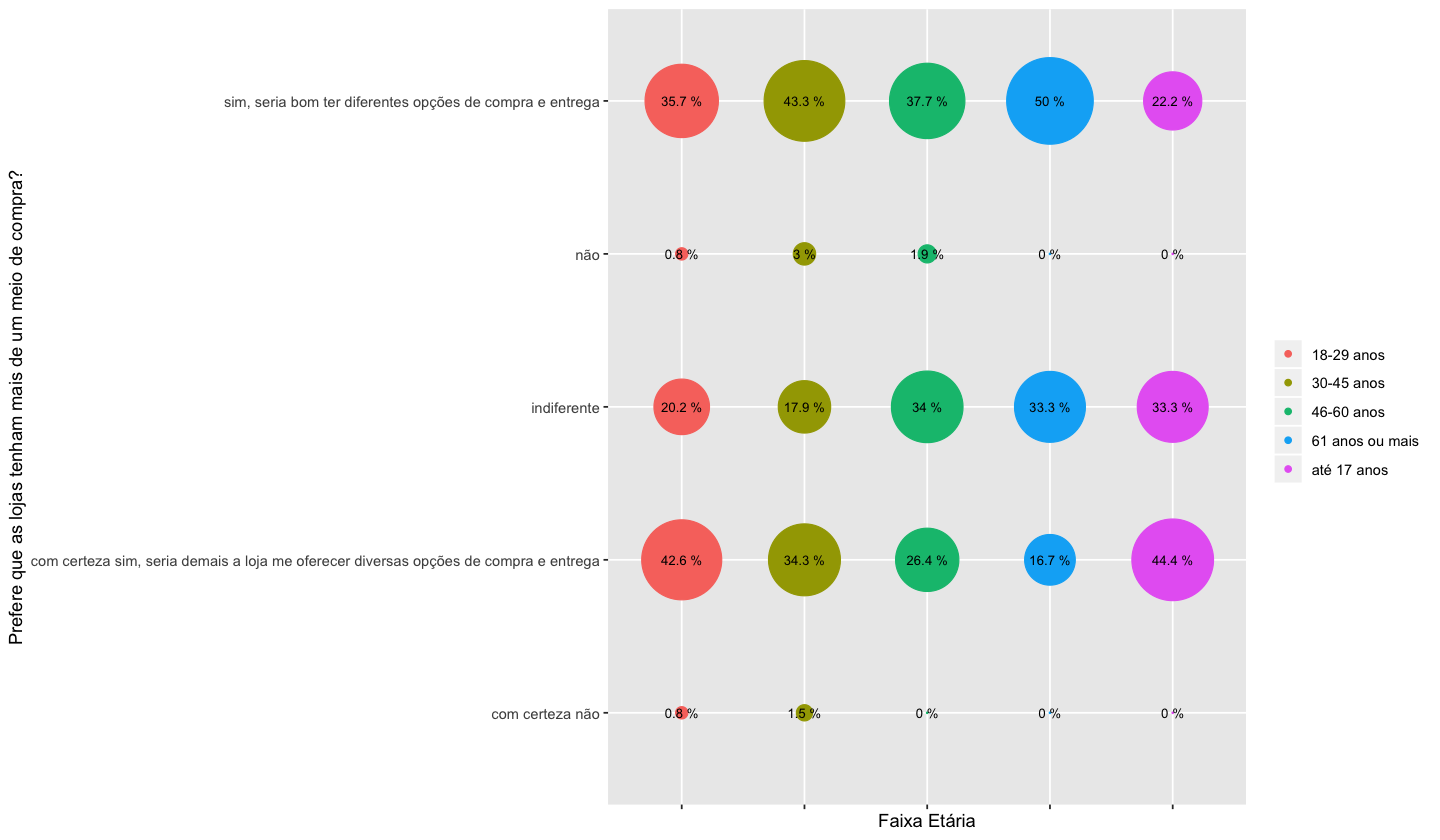 Prefere que as lojas tenham mais de um meio de compra?
sim, seria bom ter diferentes opções de compra e entrega
35.7 %
43.3 %
37.7 %
50 %
22.2 %
não
0.8 %
3 %
1.9 %
0 %
0 %
indiferente
20.2 %
17.9 %
34 %
33.3 %
33.3 %
com certeza sim, seria demais a loja me oferecer diversas opções de compra e entrega
42.6 %
34.3 %
26.4 %
16.7 %
44.4 %
com certeza não
0.8 %
1.5 %
0 %
0 %
0 %
Faixa Etária
18-29 anos
30-45 anos
46-60 anos
61 anos ou mais
até 17 anos